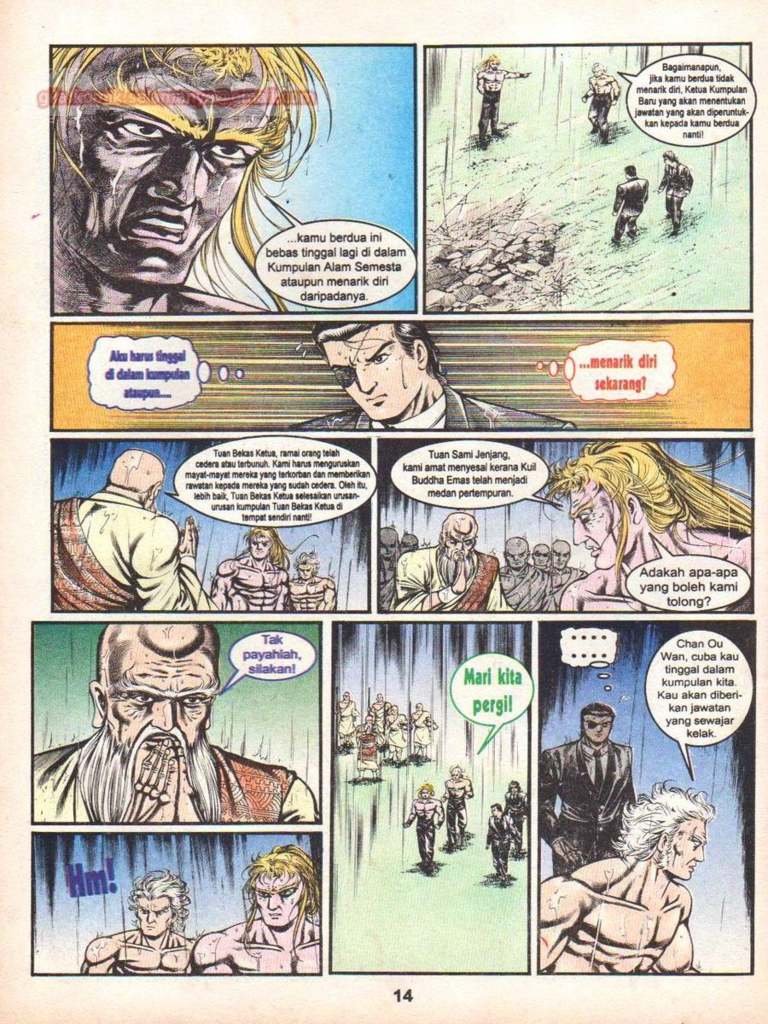 ...kamu berdua ini
bebas tinggal lagi di dalam
Kumpulan Alam Semesta
ataupun menarik diri
daripadanya.
Bagaimanapun,
jika kamu berdua tidak
menarik diri, Ketua Kumpulan
Baru yang akan menentukan
jawatan yang akan diperuntuk-
kan kepada kamu berdua
nanti!
Aku harus tinggal
di dalam kumpulan
ataupun....
...menarik diri
sekarang?
Tuan Bekas Ketua, ramai orang telah
cedera atau terbunuh. Kami harus menguruskan
mayat-mayat mereka yang terkorban dan memberikan
rawatan kepada mereka yang sudah cedera. Oleh itu,
lebih baik, Tuan Bekas Ketua selesaikan urusan-
urusan kumpulan Tuan Bekas Ketua di
tempat sendiri nanti!
Tuan Sami Jenjang,
kami amat menyesal kerana Kuil
Buddha Emas telah menjadi
medan pertempuran.
Adakah apa-apa
yang boleh kami
tolong?
Tak
payahlah,
silakan!
Hm!
Mari kita
pergi!
.....
Chan Ou
Wan, cuba kau
tinggal dalam
kumpulan kita.
Kau akan diberi-
kan jawatan
yang sewajar
kelak.
14